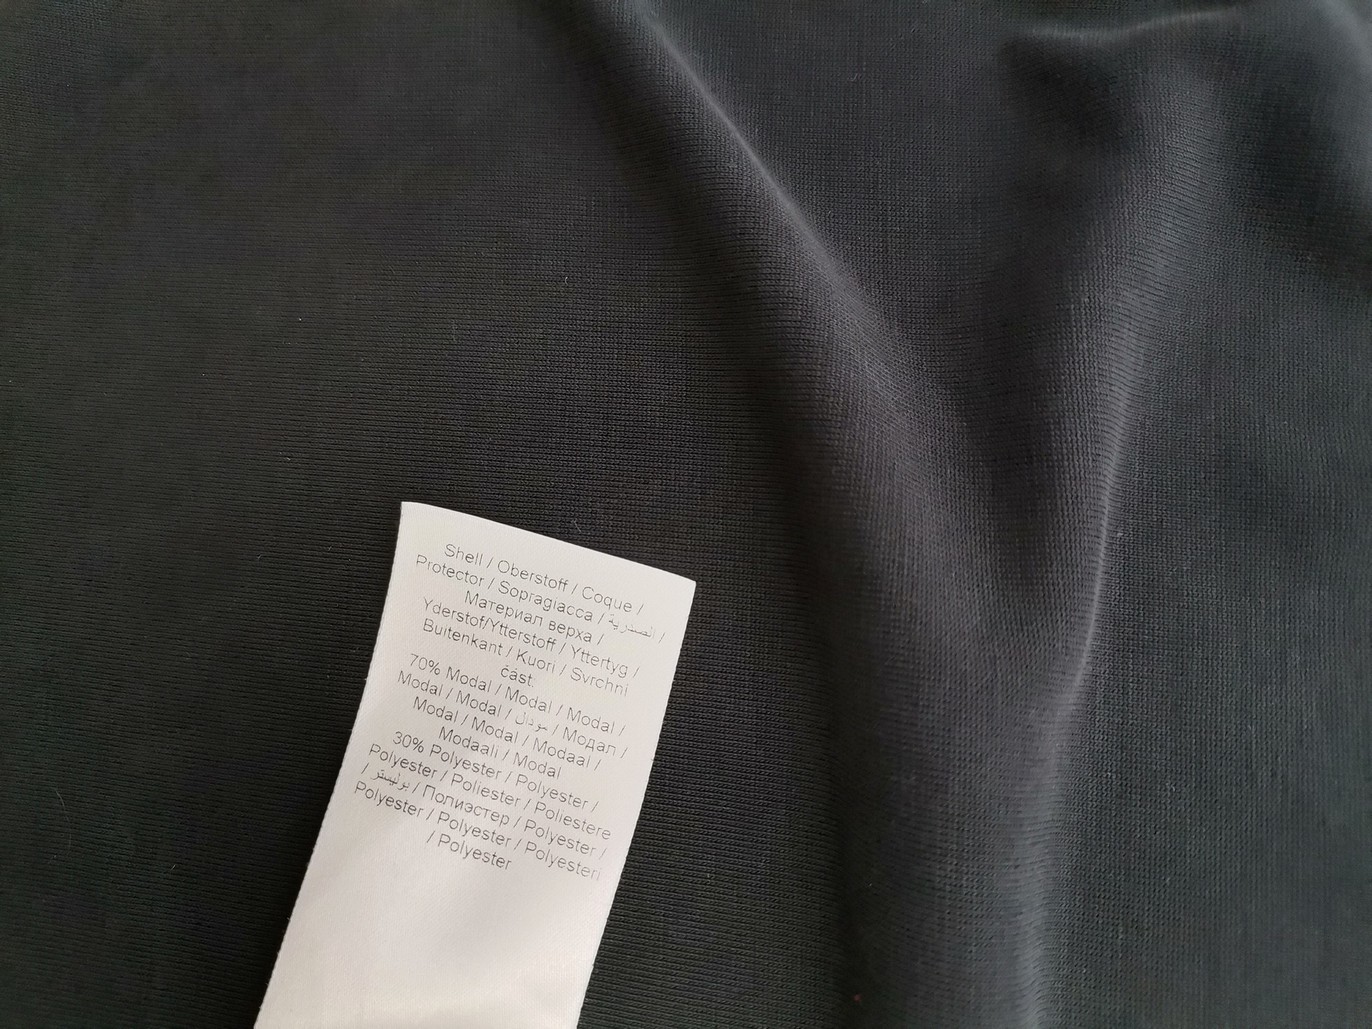 Shell / Oberstoff / Coque /
Protector / Sopragiacca / الصدرية /
Материал верха /
Yderstof/Ytterstoff / Yttertyg /
Buitenkant / Kuori / Svrchní
část:
70% Modal / Modal / Modal /
Modal / Modal / مودال / Модал /
Modal / Modal / Modaal /
Modaali / Modal
30% Polyester / Polyester /
Polyester / Poliester / Poliestere
/ بوليستر / Полиэстер / Polyester /
Polyester / Polyester / Polyesteri
/ Polyester